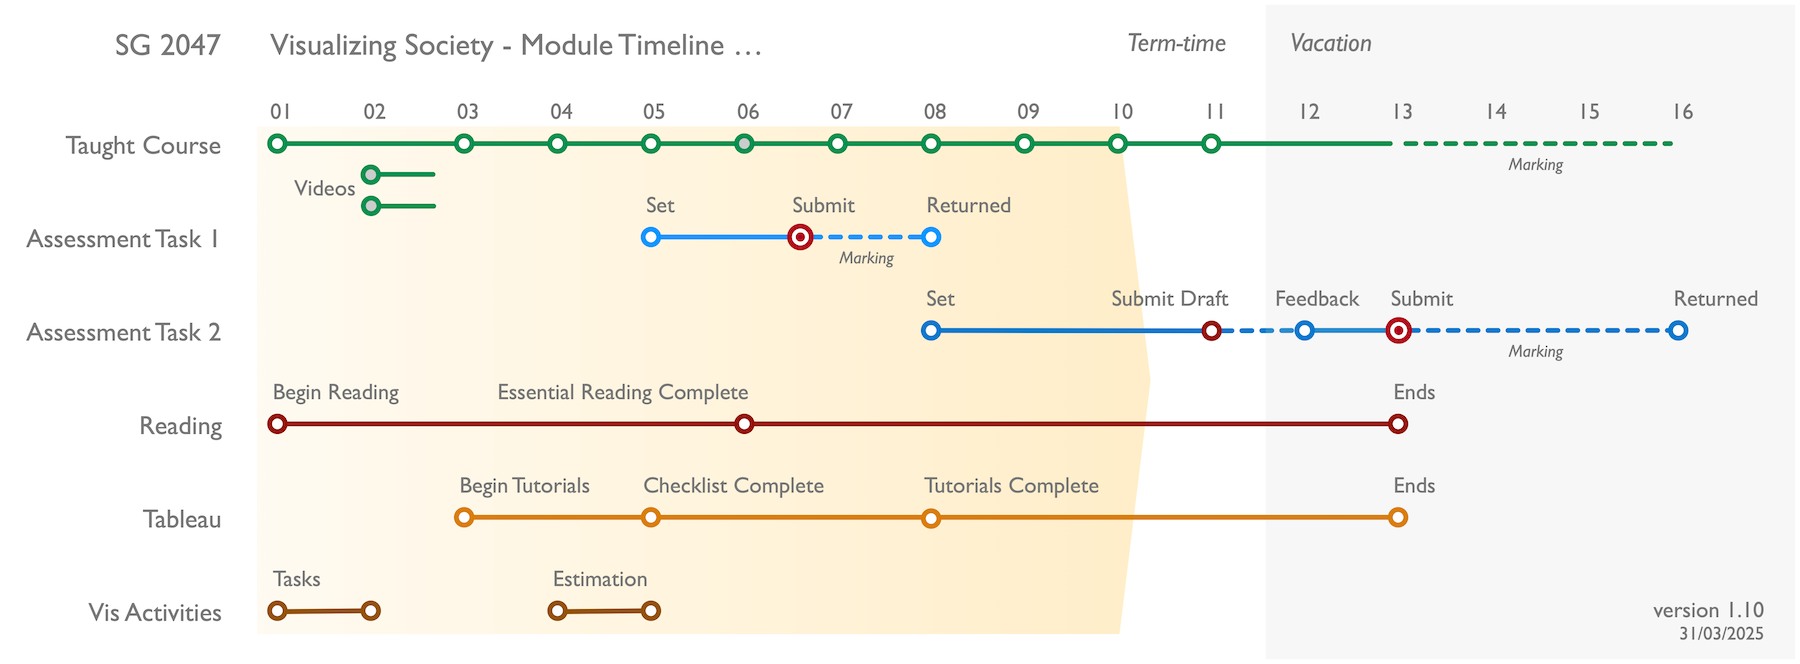 SG 2047 Visualizing Society - Module Timeline … Term-time Vacation
01 02 03 04 05 06 07 08 09 10 11 12 13 14 15 16
Taught Course
Marking
Videos
Set Submit Returned
Assessment Task 1
Marking
Set Submit Draft Feedback Submit Returned
Assessment Task 2
Marking
Begin Reading Essential Reading Complete Ends
Reading
Begin Tutorials Checklist Complete Tutorials Complete Ends
Tableau
Tasks Estimation
Vis Activities
version 1.10
31/03/2025